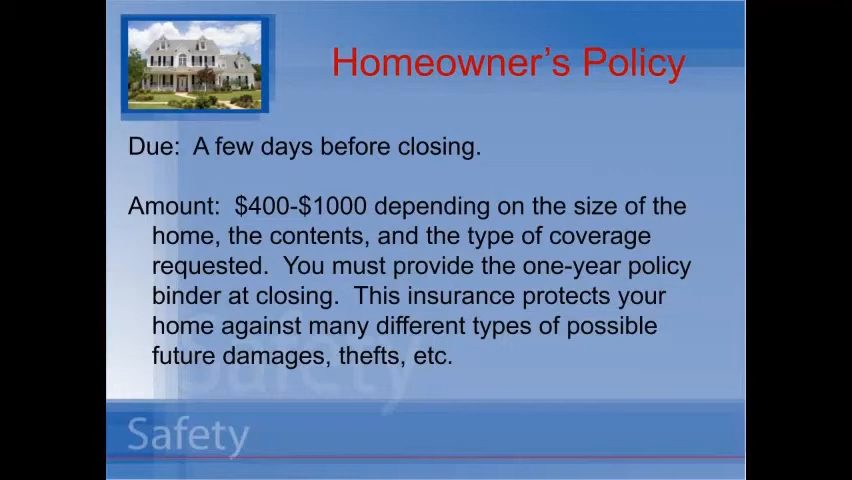 Homeowner's Policy
Due:  A few days before closing.
Amount:  $400-$1000 depending on the size of the
home, the contents, and the type of coverage
requested.  You must provide the one-year policy
binder at closing.  This insurance protects your
home against many different types of possible
future damages, thefts, etc.
Safety
Safety